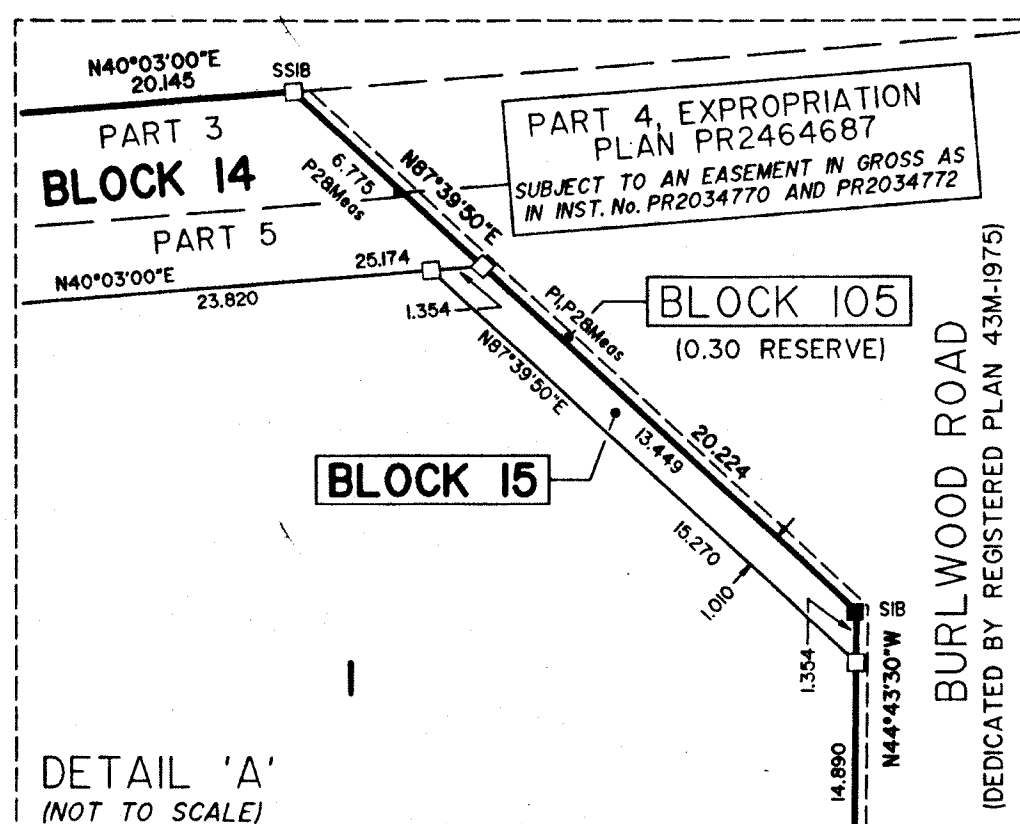 N40°03'00"E
20.145
SSIB
PART 3
BLOCK 14
PART 4, EXPROPRIATION
PLAN PR2464687
SUBJECT TO AN EASEMENT IN GROSS AS
IN INST. No. PR2034770 AND PR2034772
6.775
P28Meas
N87°39'50"E
PART 5
N40°03'00"E
23.820
25.174
1.354
P1,P28Meas
BLOCK 105
(0.30 RESERVE)
N87°39'50"E
20.224
13.449
BLOCK 15
15.270
1.010
1.354
SIB
N44°43'30"W
14.890
BURLWOOD ROAD
(DEDICATED BY REGISTERED PLAN 43M-1975)
1
DETAIL 'A'
(NOT TO SCALE)